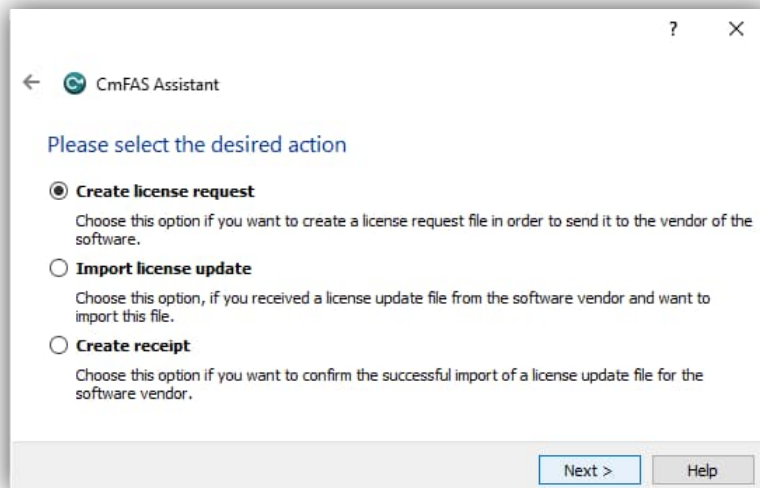 ?
CmFAS Assistant
Please select the desired action
Create license request
Choose this option if you want to create a license request file in order to send it to the vendor of the
software.
Import license update
Choose this option, if you received a license update file from the software vendor and want to
import this file.
Create receipt
Choose this option if you want to confirm the successful import of a license update file for the
software vendor.
Next > Help